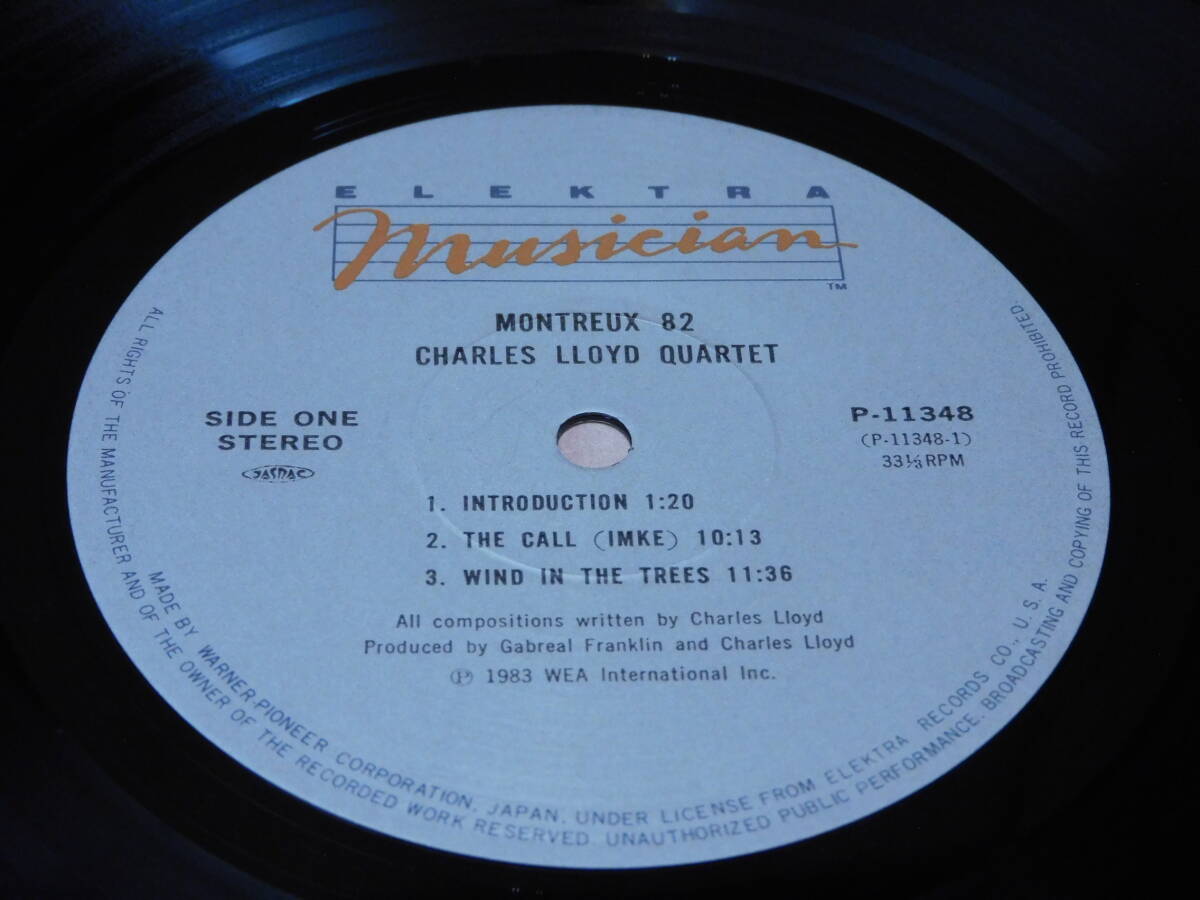 ELEKTRA
Musician
TM
MONTREUX 82
CHARLES LLOYD QUARTET
SIDE ONE
STEREO
JASRAC
P-11348
(P-11348-1)
33⅓ RPM
1. INTRODUCTION 1:20
2. THE CALL (IMKE) 10:13
3. WIND IN THE TREES 11:36
All compositions written by Charles Lloyd
Produced by Gabreal Franklin and Charles Lloyd
Ⓟ 1983 WEA International Inc.
ALL RIGHTS OF THE MANUFACTURER AND OF THE OWNER OF THE RECORDED WORK RESERVED. UNAUTHORIZED PUBLIC PERFORMANCE, BROADCASTING AND COPYING OF THIS RECORD PROHIBITED.
MADE BY WARNER-PIONEER CORPORATION, JAPAN, UNDER LICENSE FROM ELEKTRA RECORDS CO., U.S.A.